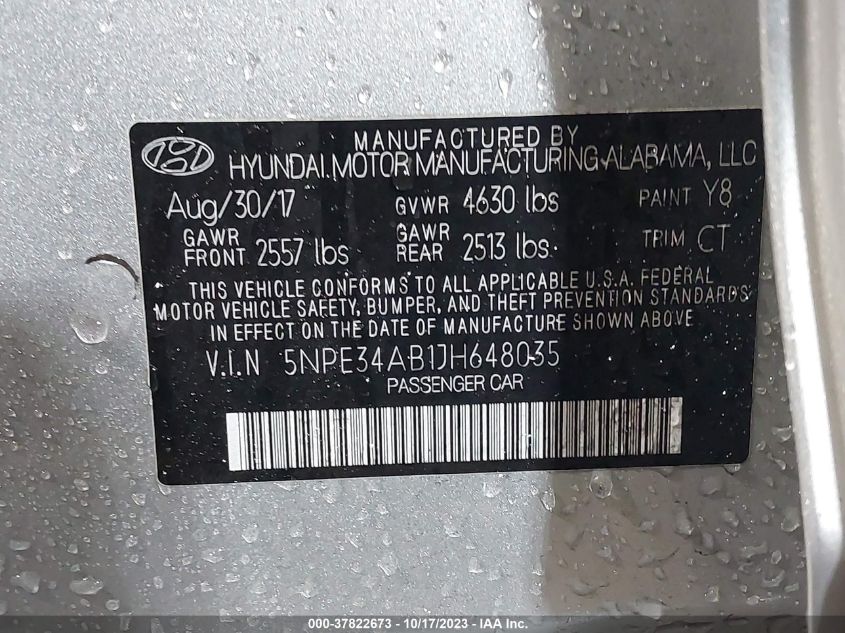 MANUFACTURED BY
HYUNDAI MOTOR MANUFACTURING ALABAMA, LLC
Aug/30/17 GVWR 4630 lbs PAINT Y8
GAWR FRONT 2557 lbs GAWR REAR 2513 lbs TRIM CT
THIS VEHICLE CONFORMS TO ALL APPLICABLE U.S.A. FEDERAL
MOTOR VEHICLE SAFETY, BUMPER, AND THEFT PREVENTION STANDARDS
IN EFFECT ON THE DATE OF MANUFACTURE SHOWN ABOVE
V.I.N 5NPE34AB1JH648035
PASSENGER CAR
000-37822673 - 10/17/2023 - IAA Inc.